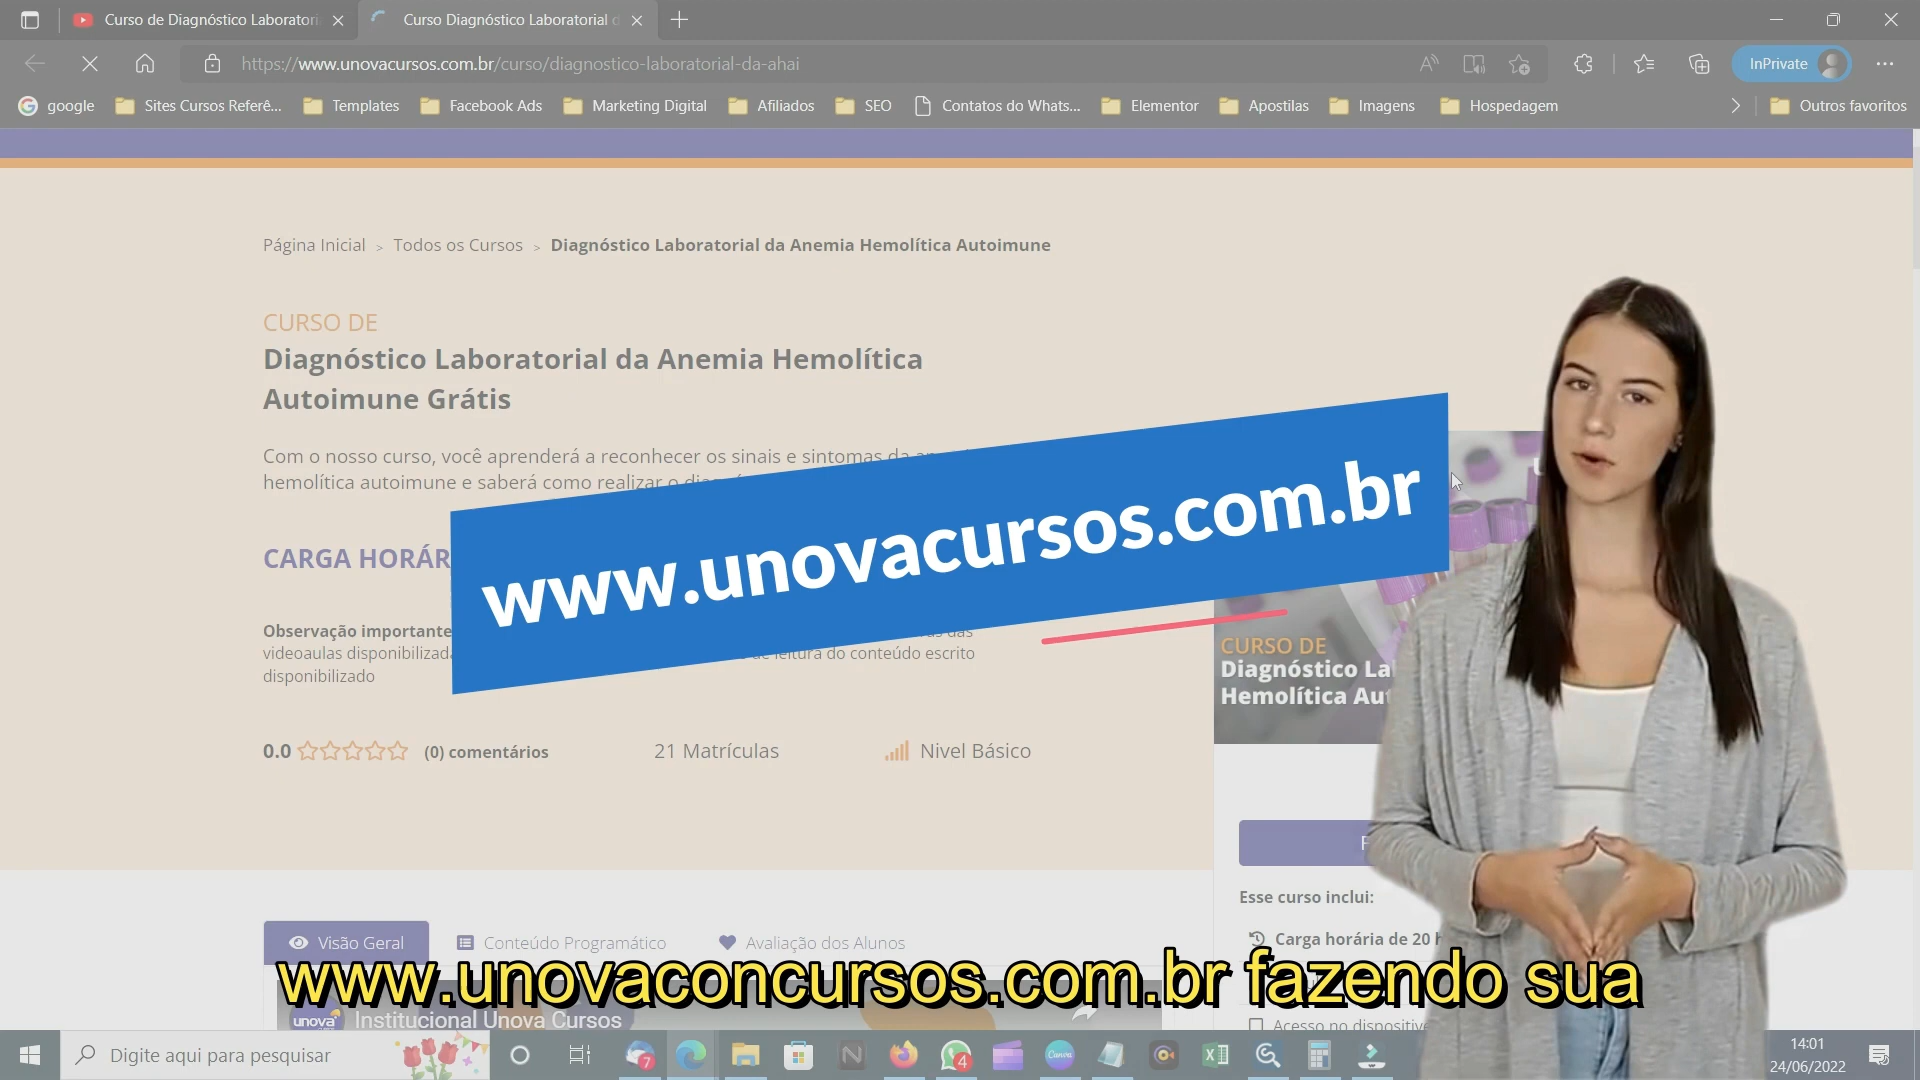 Curso de Diagnóstico Laboratori
Curso Diagnóstico Laboratorial d
https://www.unovacursos.com.br/curso/diagnostico-laboratorial-da-ahai
InPrivate
google
Sites Cursos Referê...
Templates
Facebook Ads
Marketing Digital
Afiliados
SEO
Contatos do Whats...
Elementor
Apostilas
Imagens
Hospedagem
Outros favoritos
Página Inicial > Todos os Cursos > Diagnóstico Laboratorial da Anemia Hemolítica Autoimune
CURSO DE
Diagnóstico Laboratorial da Anemia Hemolítica
Autoimune Grátis
Com o nosso curso, você aprenderá a reconhecer os sinais e sintomas da
hemolítica autoimune e saberá como realizar o
www.unovacursos.com.br
CARGA HORÁR
Observação importante
videoaulas disponibilizad
leitura do conteúdo escrito
disponibilizado
CURSO DE
Diagnóstico La
Hemolítica Au
0.0
(0) comentários
21 Matrículas
Nivel Básico
Esse curso inclui:
Carga horária de 20 h
Visão Geral
Conteúdo Programático
Avaliação dos Alunos
www.unovaconcursos.com.br fazendo sua
unova
Institucional Unova Cursos
Acesso no dispositivo
Digite aqui para pesquisar
7
4
Canva
14:01
24/06/2022